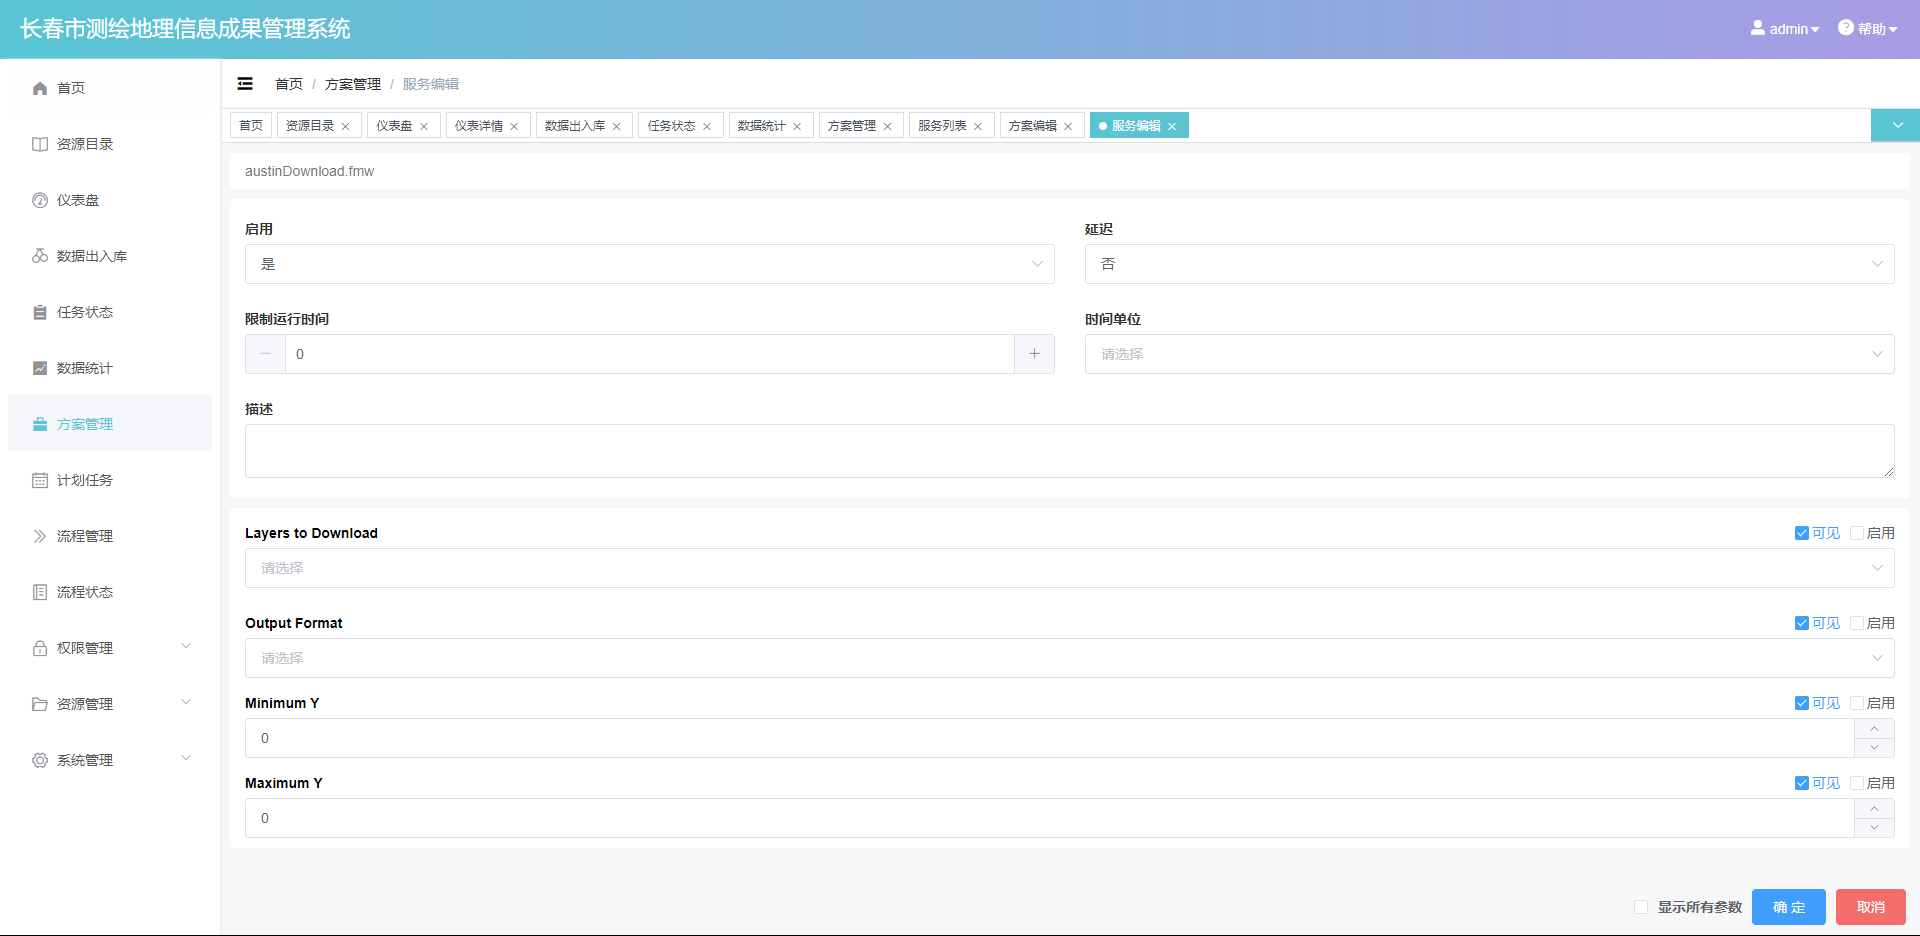 长春市测绘地理信息成果管理系统
admin
帮助
首页
资源目录
仪表盘
数据出入库
任务状态
数据统计
方案管理
计划任务
流程管理
流程状态
权限管理
资源管理
系统管理
首页 / 方案管理 / 服务编辑
首页 资源目录 仪表盘 仪表详情 数据出入库 任务状态 数据统计 方案管理 服务列表 方案编辑 服务编辑
austinDownload.fmw
启用
是
延迟
否
限制运行时间
0
时间单位
请选择
描述
Layers to Download
可见 启用
请选择
Output Format
可见 启用
请选择
Minimum Y
可见 启用
0
Maximum Y
可见 启用
0
显示所有参数
确 定
取消